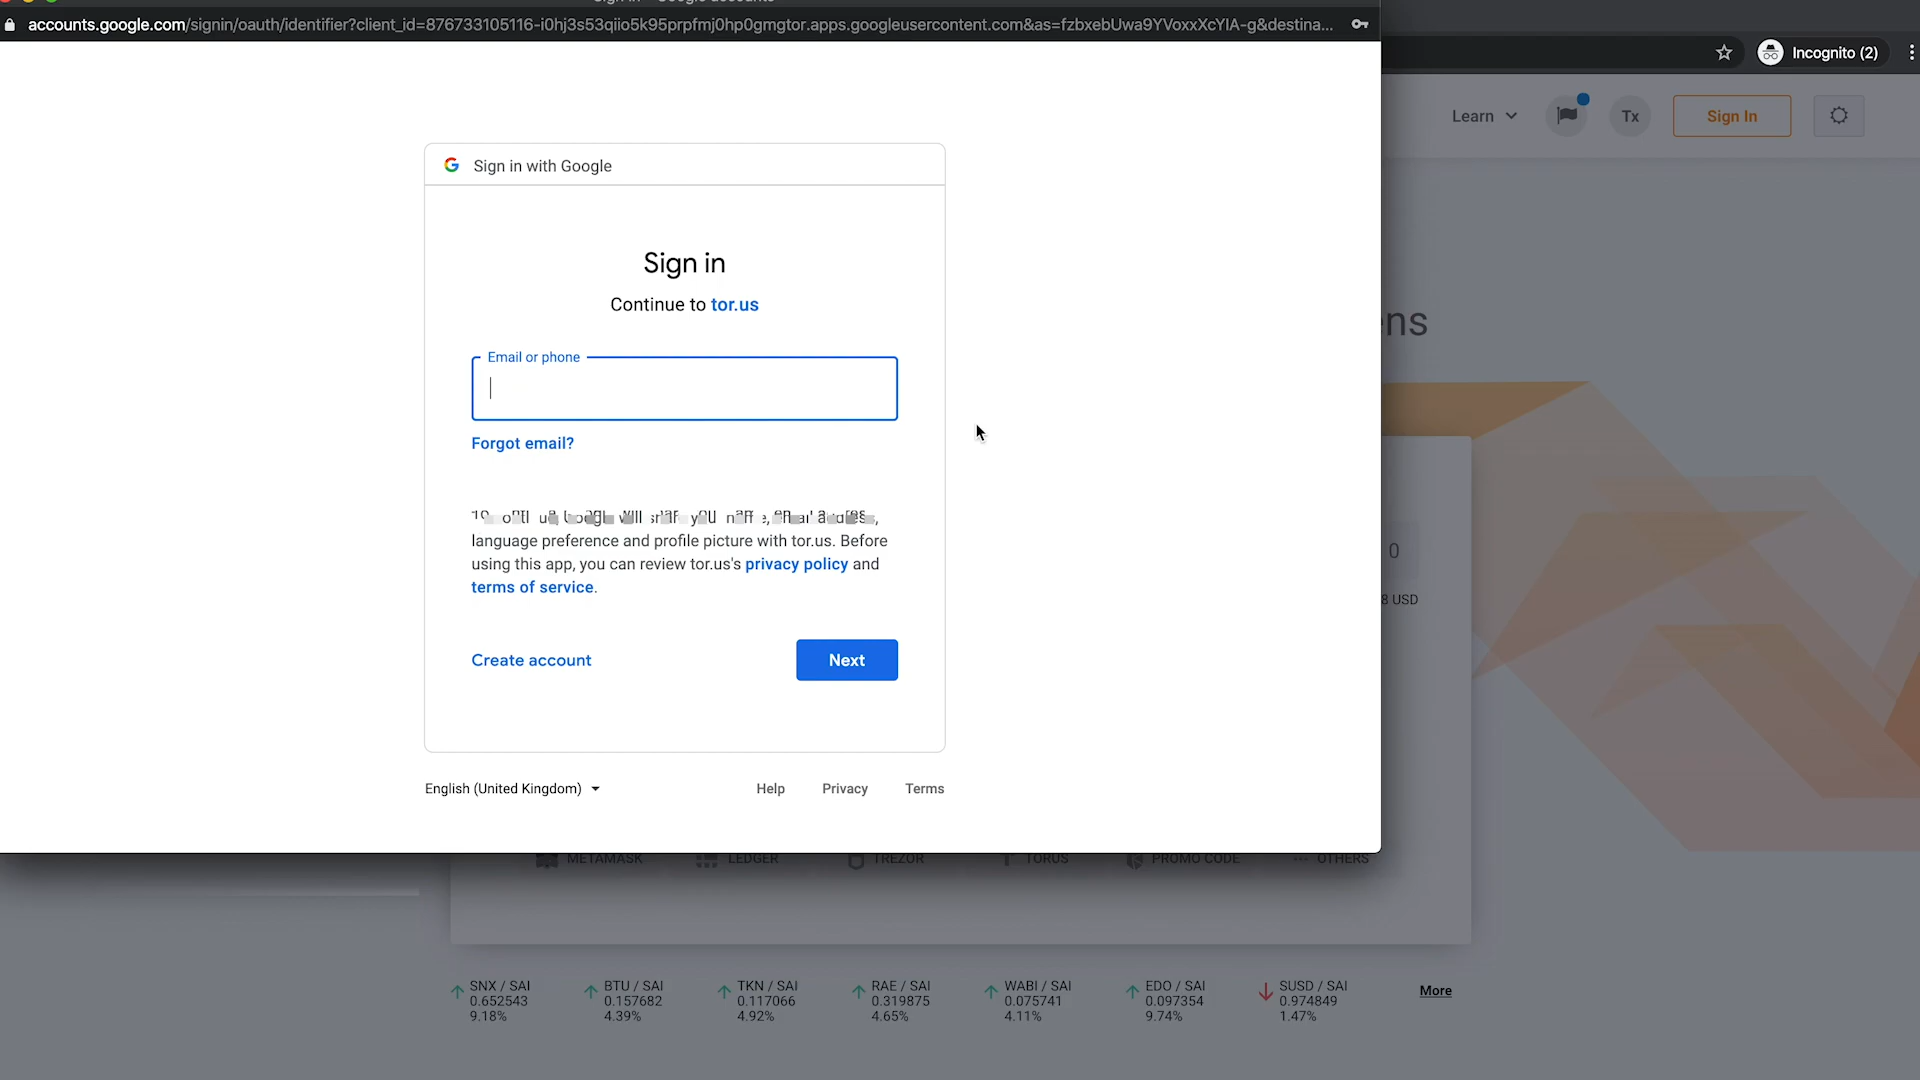 accounts.google.com/signin/oauth/identifier?client_id=876733105116-i0hj3s53qiio5k95prpfmj0hp0gmgtor.apps.googleusercontent.com&as=fzbxebUwa9YVoxxXcYIA-g&destina...
Incognito (2)
Learn
Tx
Sign In
Sign in with Google
Sign in
Continue to tor.us
ens
Email or phone
Forgot email?
language preference and profile picture with tor.us. Before
using this app, you can review tor.us's privacy policy and
terms of service.
0
8 USD
Create account
Next
English (United Kingdom)
Help
Privacy
Terms
METAMASK
LEDGER
TREZOR
TORUS
PROMO CODE
OTHERS
SNX / SAI
0.652543
9.18%
BTU / SAI
0.157682
4.39%
TKN / SAI
0.117066
4.92%
RAE / SAI
0.319875
4.65%
WABI / SAI
0.075741
4.11%
EDO / SAI
0.097354
9.74%
SUSD / SAI
0.974849
1.47%
More